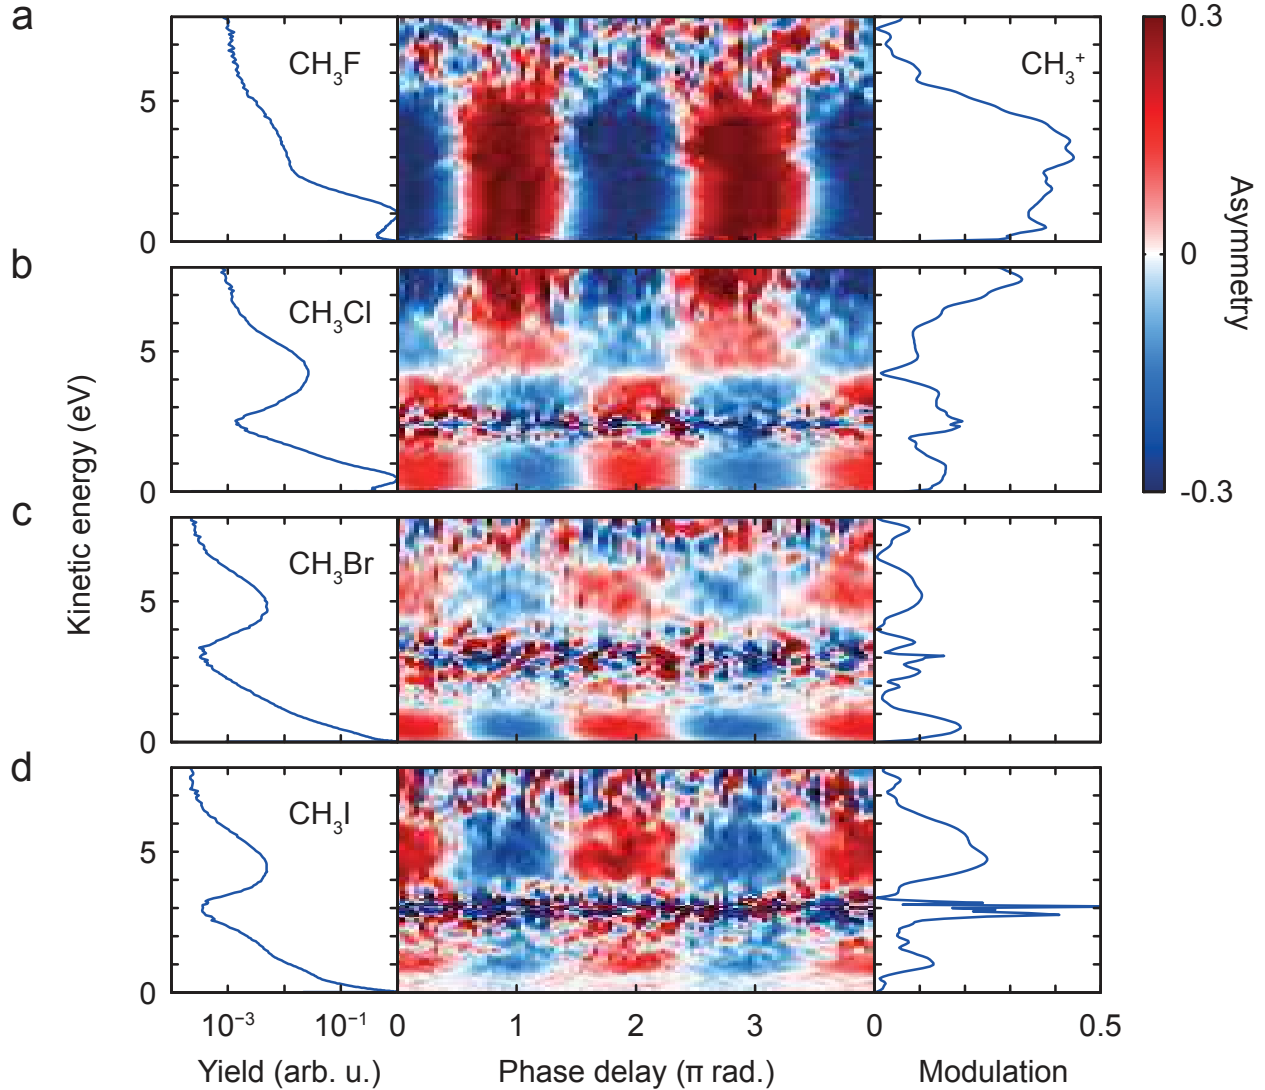 a
CH₃F
CH₃⁺
5
0
b
CH₃Cl
5
0
c
CH₃Br
5
0
d
CH₃I
5
0
Kinetic energy (eV)
10⁻³ 10⁻¹ 0 1 2 3 0 0.5
Yield (arb. u.) Phase delay (π rad.) Modulation
0.3
0
-0.3
Asymmetry